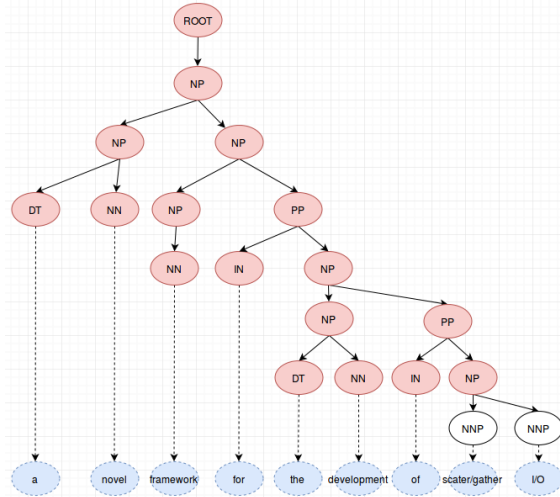 ROOT
NP
NP NP
DT NN NP PP
NN IN NP
NP PP
DT NN IN NP
NNP NNP
a novel framework for the development of scater/gather I/O